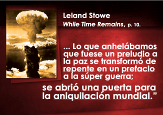 Leland Stowe
While Time Remains, p. 10.
... Lo que anhelábamos
que fuese un preludio a
la paz se transformó de
repente en un prefacio
a la súper guerra;
se abrió una puerta para
la aniquilación mundial.”